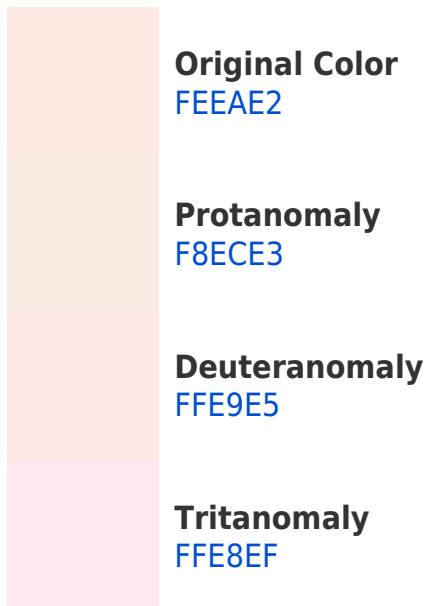 Original Color
FEEAE2
Protanomaly
F8ECE3
Deuteranomaly
FFE9E5
Tritanomaly
FFE8EF